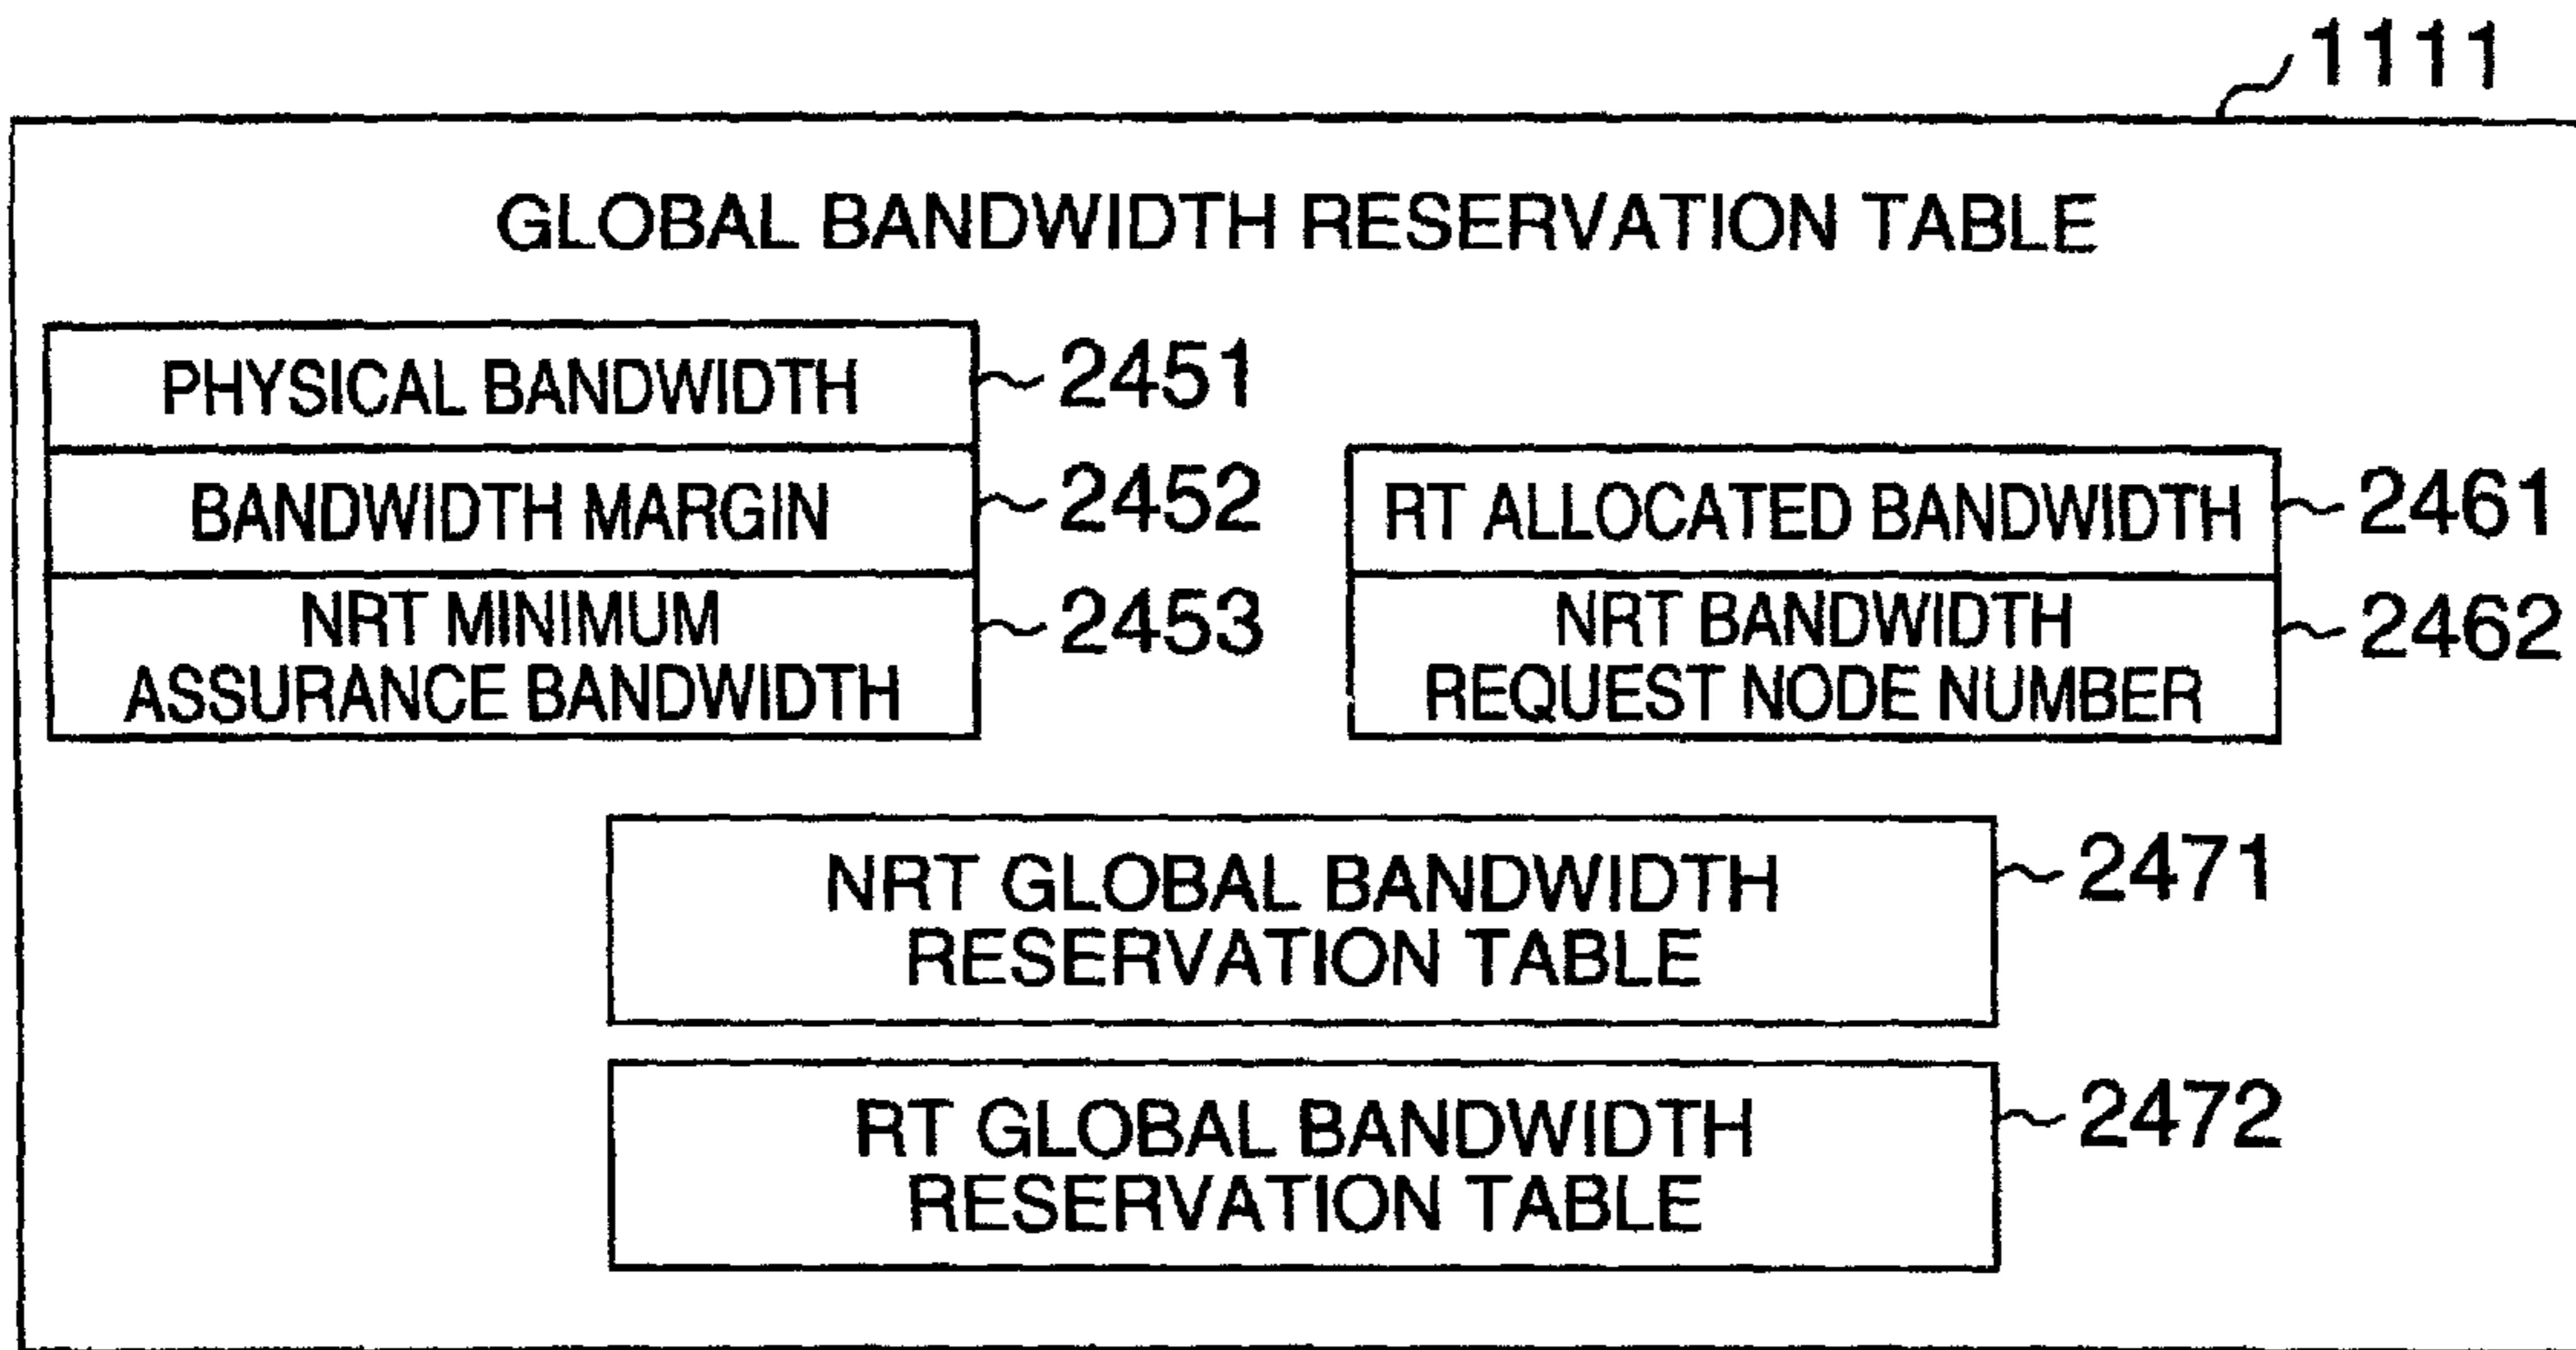 1111
GLOBAL BANDWIDTH RESERVATION TABLE
PHYSICAL BANDWIDTH 2451
BANDWIDTH MARGIN 2452
NRT MINIMUM
ASSURANCE BANDWIDTH 2453
RT ALLOCATED BANDWIDTH 2461
NRT BANDWIDTH
REQUEST NODE NUMBER 2462
NRT GLOBAL BANDWIDTH
RESERVATION TABLE 2471
RT GLOBAL BANDWIDTH
RESERVATION TABLE 2472